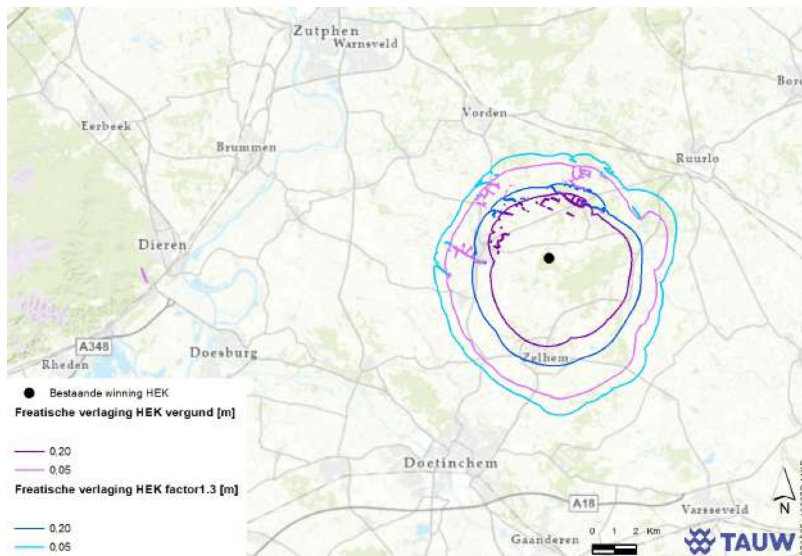 Zutphen
Warnsveld
Eerbeek
Vorden
Brummen
Ruurlo
Dieren
A348
Rheden
Doesburg
Zelhem
Bestaande winning HEK
Freatische verlaging HEK vergund [m]
0,20
0,05
Freatische verlaging HEK factor1.3 [m]
0,20
0,05
Doetinchem
A18
Varsseveld
Gaanderen
N
0 1 2 Km
TAUW